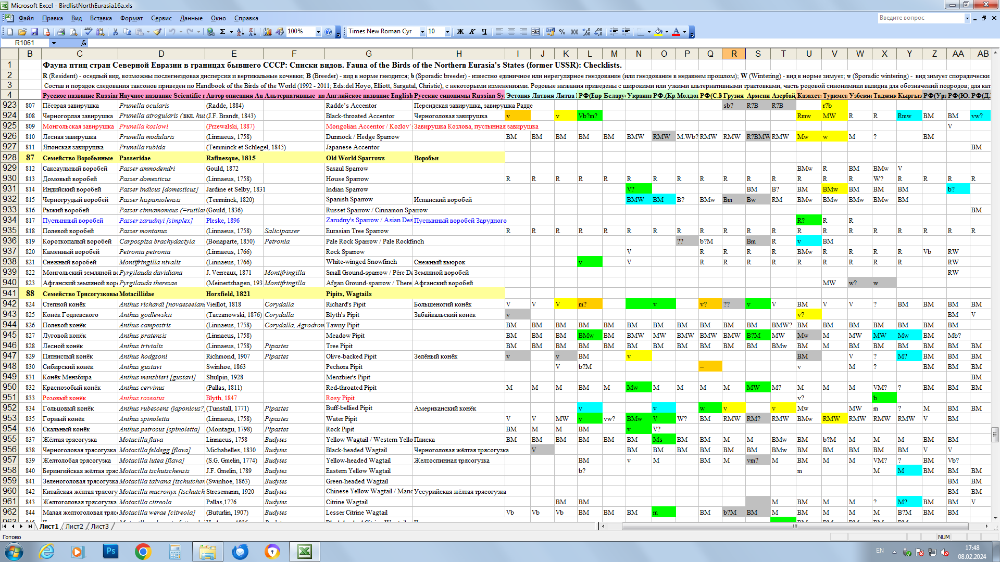 Microsoft Excel - BirdlistNorthEurasia16a.xls
Файл Правка Вид Вставка Формат Сервис Данные Окно Справка Введите вопрос
100% Times New Roman Cyr 10 Ж К Ч
R1061 fx
B C D E F G H I J K L M N O P Q R S T U V W X Y Z AA AB
1 Фауна птиц стран Северной Евразии в границах бывшего СССР: Списки видов. Fauna of the Birds of the Northern Eurasia's States (former USSR): Checklists.
2 R (Resident) - оседлый вид, возможны послегнездовая дисперсия и вертикальные кочевки; B (Breeder) - вид в норме гнездится; b (Sporadic breeder) - известно единичное или нерегулярное гнездование (или гнездование в недавнем прошлом); W (Wintering) - вид в норме зимует; w (Sporadic wintering) - вид зимует спорадически
3 Состав и порядок следования таксонов приведен по Handbook of the Birds of the World (1992 - 2011; Eds:del Hoyo, Elliott, Sargatal, Christie), с некоторыми изменениями. Родовые названия приведены с широкими или узкими альтернативными трактовками, часть родовой синонимики валидна для обозначений подродов; для кат
4 Русское название Russian Научное название Scientific Автор описания Au Альтернативные на Английское название English Русские синонимы Russian Sy Эстония Латвия Литва РФ(Евр Беларус Украина РФ.(Кр Молдов РФ(С.К Грузия Армени Азербай Казахста Туркмен Узбеки Таджик Кыргыз РФ(Ура РФ(Ю. РФ(Д.
923 807 Пёстрая завирушка Prunella ocularis (Radde, 1884) Radde’s Accentor Персидская завирушка, завирушка Радде sb? R?B R?B r?b
924 808 Черногорлая завирушка Prunella atrogularis (вкл. hu (J.F. Brandt, 1843) Black-throated Accentor Черноголовая завирушка v v Vb?m? Rmw MW R R Rmw BM BM vw?
925 809 Монгольская завирушка Prunella koslowi (Przewalski, 1887) Mongolian Accentor / Kozlov’s Завирушка Козлова, пустынная завирушка V
926 810 Лесная завирушка Prunella modularis (Linnaeus, 1758) Dunnock / Hedge Sparrow BM BM BM BM BM BMW RMW M.Wb? RMW RMW R?BMW RMW Mw w M ? BM
927 811 Японская завирушка Prunella rubida (Temminck et Schlegel, 1845) Japanese Accentor BM
928 87 Семейство Воробьиные Passeridae Rafinesque, 1815 Old World Sparrows Воробьи
929 812 Саксаульный воробей Passer ammodendri Gould, 1872 Saxaul Sparrow BMw R BM BMw V
930 813 Домовый воробей Passer domesticus (Linnaeus, 1758) House Sparrow R R R R R R R R R R R R R R R W? R R R R
931 814 Индийский воробей Passer indicus [domesticus] Jardine et Selby, 1831 Indian Sparrow V? BM B? BM BMw BM BM BM b?
932 815 Черногрудый воробей Passer hispaniolensis (Temminck, 1820) Spanish Sparrow Испанский воробей BMW BM B? BMw Bm Bw RM BMw BMw BMw BMw BM
933 816 Рыжий воробей Passer cinnamomeus (=rutilan (Gould, 1836) Russet Sparrow / Cinnamon Sparrow BM
934 817 Пустынный воробей Passer zarudnyi [simplex] Pleske, 1896 Zarudny's Sparrow / Asian Des Пустынный воробей Зарудного R? R R
935 818 Полевой воробей Passer montanus (Linnaeus, 1758) Salicipasser Eurasian Tree Sparrow R R R R R R R R R R R R R R R R R R R R
936 819 Короткопалый воробей Carpospiza brachydactyla (Bonaparte, 1850) Petronia Pale Rock Sparrow / Pale Rockfinch ?? b?M Bm R v BM
937 820 Каменный воробей Petronia petronia (Linnaeus, 1766) Rock Sparrow V R R R R BMw R R R R Vb RW
938 821 Снежный воробей Montifringilla nivalis (Linnaeus, 1766) White-winged Snowfinch Снежный вьюрок v V R R R R R R R R R RW
939 822 Монгольский земляной во Pyrgilauda davidiana J. Verreaux, 1871 Montifringilla Small Ground-sparrow / Pére Da Земляной воробей RW
940 823 Афганский земляной воро Pyrgilauda theresae (Meinertzhagen, 193 Montifringilla Afgan Ground-sparrow / There Афганский воробей MW w? w
941 88 Семейство Трясогузковы Motacillidae Horsfield, 1821 Pipits, Wagtails
942 824 Степной конёк Anthus richardi [novaeseelan Vieillot, 1818 Corydalla Richard's Pipit Большеногий конёк V V V m? v v? ?? v V BM V V ? BM BM BM BM
943 825 Конёк Годлевского Anthus godlewskii (Taczanowski, 1876) Corydalla Blyth's Pipit Забайкальский конёк v v? BM V
944 826 Полевой конёк Anthus campestris (Linnaeus, 1758) Corydalla, Agrodrom Tawny Pipit BM BM BM BM BM BM BM BM BM BM BM BMW? BM BM BM BM BM BM BM
945 827 Луговой конёк Anthus pratensis (Linnaeus, 1758) Meadow Pipit BM BM BM BMw BM BMW MW BMW BMW BMW B?M MW Mw M MW MW Mw BM Mb?
946 828 Лесной конёк Anthus trivialis (Linnaeus, 1758) Pipastes Tree Pipit BM BM BM BM BM BM BM BM BM BM BM BMw BM M BM BM BM BM BM BM
947 829 Пятнистый конёк Anthus hodgsoni Richmond, 1907 Pipastes Olive-backed Pipit Зелёный конёк v v BM v BM V ? M? BM BM BM
948 830 Сибирский конёк Anthus gustavi Swinhoe, 1863 Pechora Pipit V b?M – v M ? BM BM BM
949 831 Конёк Мензбира Anthus menzbieri [gustavi] Shulpin, 1928 Menzbier's Pipit BM
950 832 Краснозобый конёк Anthus cervinus (Pallas, 1811) Red-throated Pipit M M M BM M Mw M M M M MW M? M M M VM? ? BM BM BM
951 833 Розовый конёк Anthus roseatus Blyth, 1847 Rosy Pipit v? b
952 834 Гольцовый конёк Anthus rubescens (japonicus?) (Tunstall, 1771) Pipastes Buff-bellied Pipit Американский конёк v v w v v Mw MW m ? M BM BM
953 835 Горный конёк Anthus spinoletta (Linnaeus, 1758) Pipastes Water Pipit V V MW v vw? BMw V W? BM RMW RM? RMW BMw RMW RMW RMW RMW V BM
954 836 Скальный конёк Anthus petrosus [spinoletta] (Montagu, 1798) Pipastes Rock Pipit BM M M BM v V?
955 837 Жёлтая трясогузка Motacilla flava Linnaeus, 1758 Budytes Yellow Wagtail / Western Yello Плиска BM BM BM BM BM BM Ms BM BM M M BMw b?M M M M BM BM BM
956 838 Черноголовая трясогузка Motacilla feldegg [flava] Michahelles, 1830 Budytes Black-headed Wagtail Черноголовая жёлтая трясогузка V BM BM BM BM BM BM BMw BM BM BM BM BM V V
957 839 Желтолобая трясогузка Motacilla lutea [flava] (S.G. Gmelin, 1774) Budytes Yellow-headed Wagtail Желтоспинная трясогузка BM v M BM M vm? M BM M M VM? ? BM Vb?
958 840 Берингийская жёлтая тряс Motacilla tschutschensis J.F. Gmelin, 1789 Budytes Eastern Yellow Wagtail b? m M M BM BM BM
959 841 Зеленоголовая трясогузка Motacilla taivana [tschutchen (Swinhoe, 1863) Budytes Green-headed Wagtail BM BM
960 842 Китайская жёлтая трясогу Motacilla macronyx [tschutch Stresemann, 1920 Budytes Chinese Yellow Wagtail / Manc Уссурийская жёлтая трясогузка BM BM
961 843 Желтоголовая трясогузка Motacilla citreola Pallas,1776 Budytes Citrine Wagtail BM BM M BM M M ? M? BM BM V
962 844 Малая желтоголовая тряс Motacilla werae [citreola] (Buturlin, 1907) Budytes Lesser Citrine Wagtail Vb Vb Vb BM BM BM m BM b?M BM M BM M M M B?M BM BM
Лист1 Лист2 Лист3
Готово NUM
Ps EN 17:48
08.02.2024